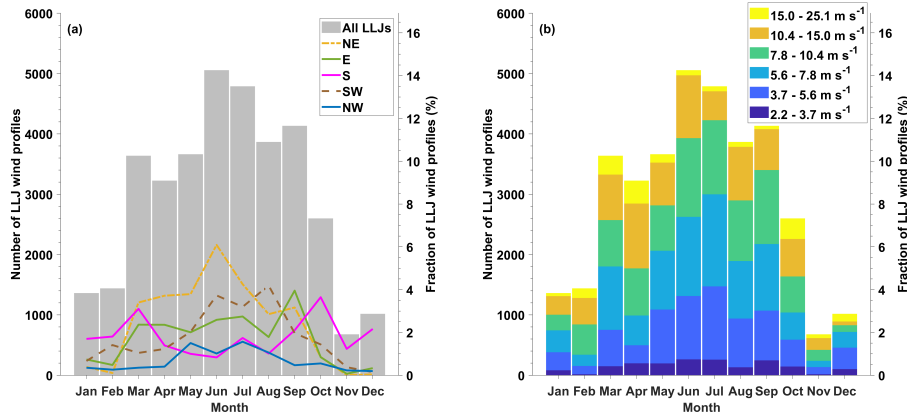 (a)
All LLJs
NE
E
S
SW
NW
6000
5000
4000
3000
2000
1000
0
Number of LLJ wind profiles
16
14
12
10
8
6
4
2
0
Fraction of LLJ wind profiles (%)
Jan Feb Mar Apr May Jun Jul Aug Sep Oct Nov Dec
Month
(b)
15.0 - 25.1 m s⁻¹
10.4 - 15.0 m s⁻¹
7.8 - 10.4 m s⁻¹
5.6 - 7.8 m s⁻¹
3.7 - 5.6 m s⁻¹
2.2 - 3.7 m s⁻¹
6000
5000
4000
3000
2000
1000
0
Number of LLJ wind profiles
16
14
12
10
8
6
4
2
0
Fraction of LLJ wind profiles (%)
Jan Feb Mar Apr May Jun Jul Aug Sep Oct Nov Dec
Month